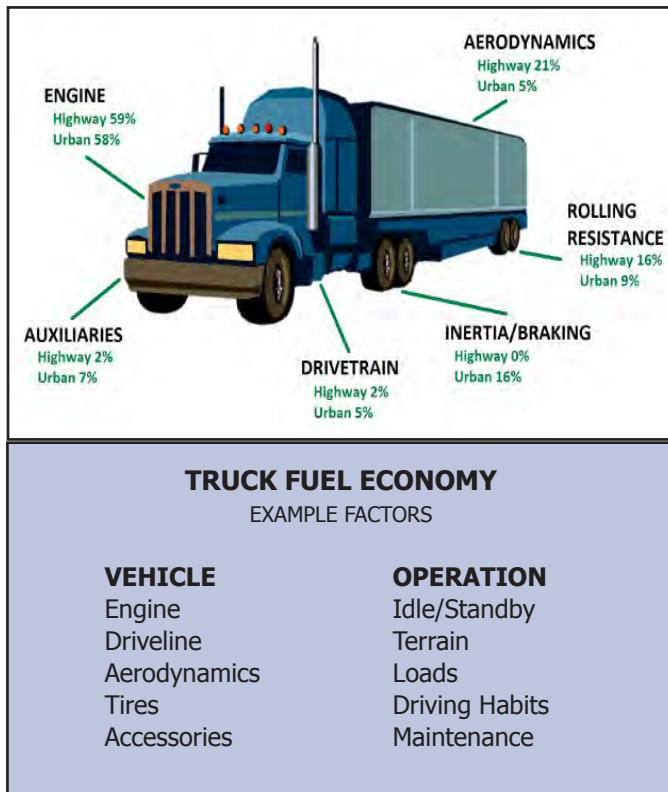 AERODYNAMICS
Highway 21%
Urban 5%
ENGINE
Highway 59%
Urban 58%
ROLLING
RESISTANCE
Highway 16%
Urban 9%
AUXILIARIES
Highway 2%
Urban 7%
DRIVETRAIN
Highway 2%
Urban 5%
INERTIA/BRAKING
Highway 0%
Urban 16%
TRUCK FUEL ECONOMY
EXAMPLE FACTORS
VEHICLE
Engine
Driveline
Aerodynamics
Tires
Accessories
OPERATION
Idle/Standby
Terrain
Loads
Driving Habits
Maintenance